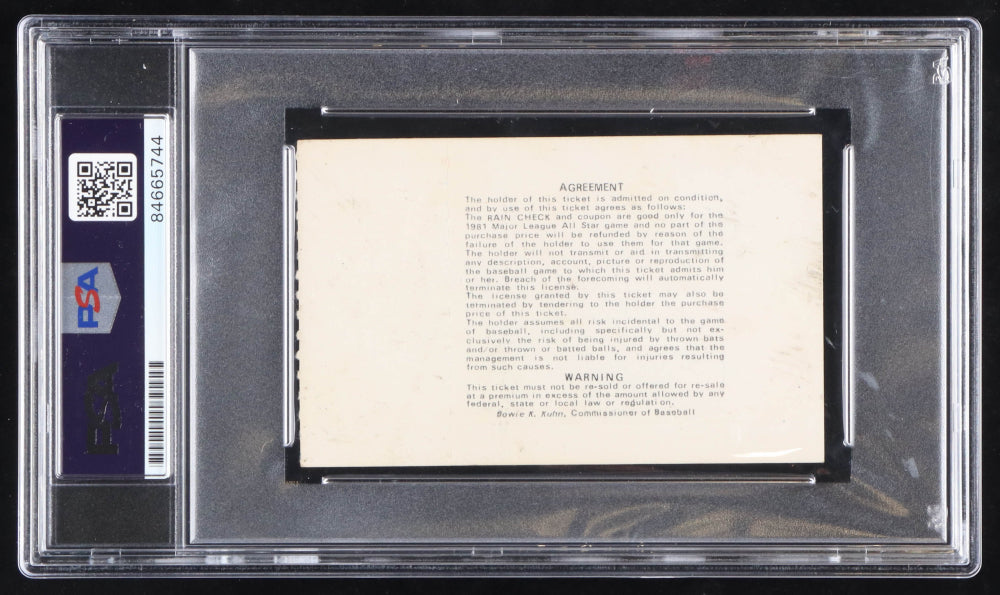 84665744
PSA
PSA
AGREEMENT
The holder of this ticket is admitted on condition,
and by use of this ticket agrees as follows:
The RAIN CHECK and coupon are good only for the
1981 Major League All Star game and no part of the
purchase price will be refunded by reason of the
failure of the holder to use them for that game.
The holder will not transmit or aid in transmitting
any description, account, picture or reproduction of
the baseball game to which this ticket admits him
or her. Breach of the forecoming will automatically
terminate this license.
The license granted by this ticket may also be
terminated by tendering to the holder the purchase
price of this ticket.
The holder assumes all risk incidental to the game
of baseball, including specifically but not ex-
clusively the risk of being injured by thrown bats
and/or thrown or batted balls, and agrees that the
management is not liable for injuries resulting
from such causes.
WARNING
This ticket must not be re-sold or offered for re-sale
at a premium in excess of the amount allowed by any
federal, state or local law or regulation.
Bowie K. Kuhn, Commissioner of Baseball